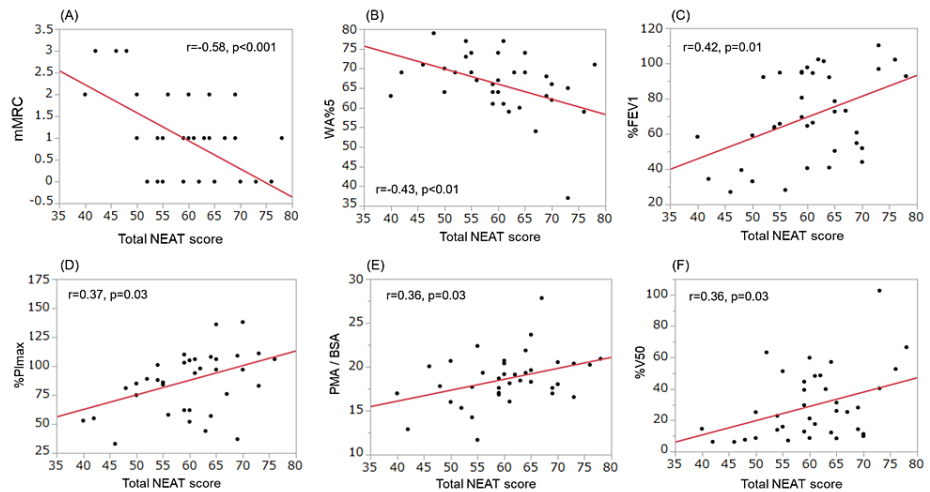 (A)
r=-0.58, p<0.001
mMRC
3.5
3
2.5
2
1.5
1
0.5
0
-0.5
35 40 45 50 55 60 65 70 75 80
Total NEAT score
(B)
r=-0.43, p<0.01
WA%5
80
75
70
65
60
55
50
45
40
35
35 40 45 50 55 60 65 70 75 80
Total NEAT score
(C)
r=0.42, p=0.01
%FEV1
120
100
80
60
40
20
35 40 45 50 55 60 65 70 75 80
Total NEAT score
(D)
r=0.37, p=0.03
%PImax
175
150
125
100
75
50
25
35 40 45 50 55 60 65 70 75 80
Total NEAT score
(E)
r=0.36, p=0.03
PMA / BSA
30
25
20
15
10
35 40 45 50 55 60 65 70 75 80
Total NEAT score
(F)
r=0.36, p=0.03
%V50
100
80
60
40
20
0
35 40 45 50 55 60 65 70 75 80
Total NEAT score